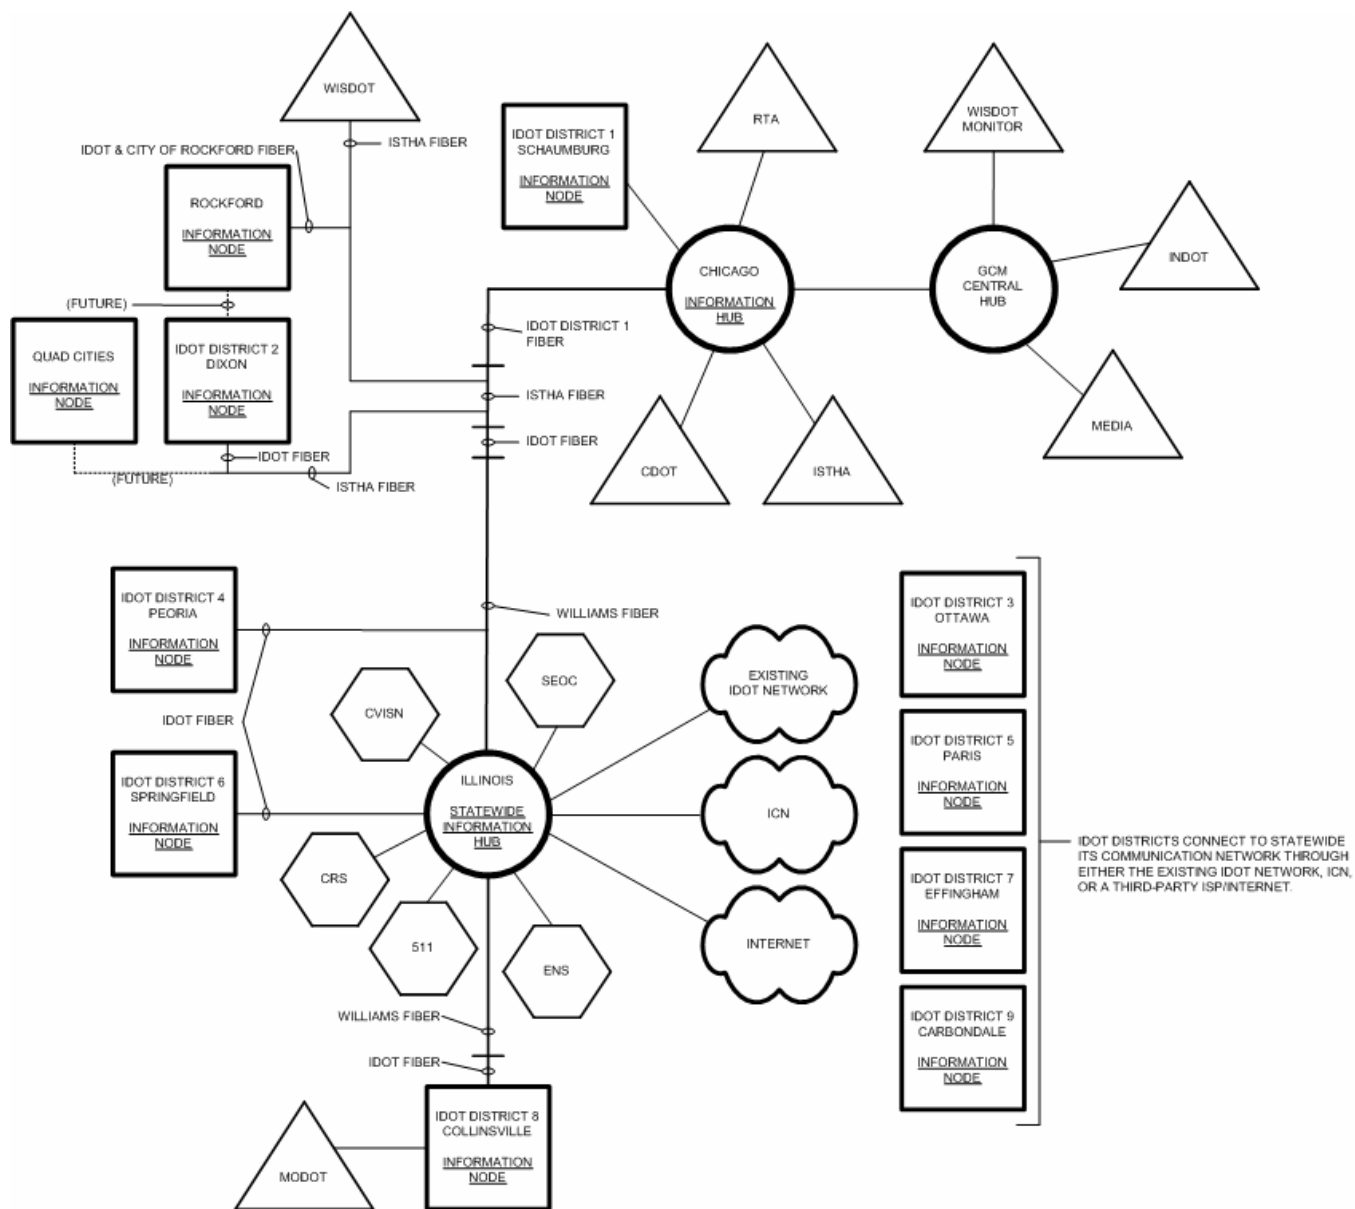 WISDOT
ISTHA FIBER
IDOT & CITY OF ROCKFORD FIBER
ROCKFORD
INFORMATION
NODE
(FUTURE)
QUAD CITIES
INFORMATION
NODE
IDOT DISTRICT 2
DIXON
INFORMATION
NODE
IDOT FIBER
(FUTURE)
ISTHA FIBER
IDOT DISTRICT 1
SCHAUMBURG
INFORMATION
NODE
RTA
WISDOT
MONITOR
INDOT
CHICAGO
INFORMATION
HUB
GCM
CENTRAL
HUB
IDOT DISTRICT 1
FIBER
ISTHA FIBER
IDOT FIBER
CDOT
ISTHA
MEDIA
IDOT DISTRICT 4
PEORIA
INFORMATION
NODE
IDOT FIBER
IDOT DISTRICT 6
SPRINGFIELD
INFORMATION
NODE
WILLIAMS FIBER
SEOC
CVISN
ILLINOIS
STATEWIDE
INFORMATION
HUB
CRS
511
ENS
EXISTING
IDOT NETWORK
ICN
INTERNET
IDOT DISTRICT 3
OTTAWA
INFORMATION
NODE
IDOT DISTRICT 5
PARIS
INFORMATION
NODE
IDOT DISTRICT 7
EFFINGHAM
INFORMATION
NODE
IDOT DISTRICT 9
CARBONDALE
INFORMATION
NODE
IDOT DISTRICTS CONNECT TO STATEWIDE
ITS COMMUNICATION NETWORK THROUGH
EITHER THE EXISTING IDOT NETWORK, ICN,
OR A THIRD-PARTY ISP/INTERNET.
WILLIAMS FIBER
IDOT FIBER
IDOT DISTRICT 8
COLLINSVILLE
INFORMATION
NODE
MODOT